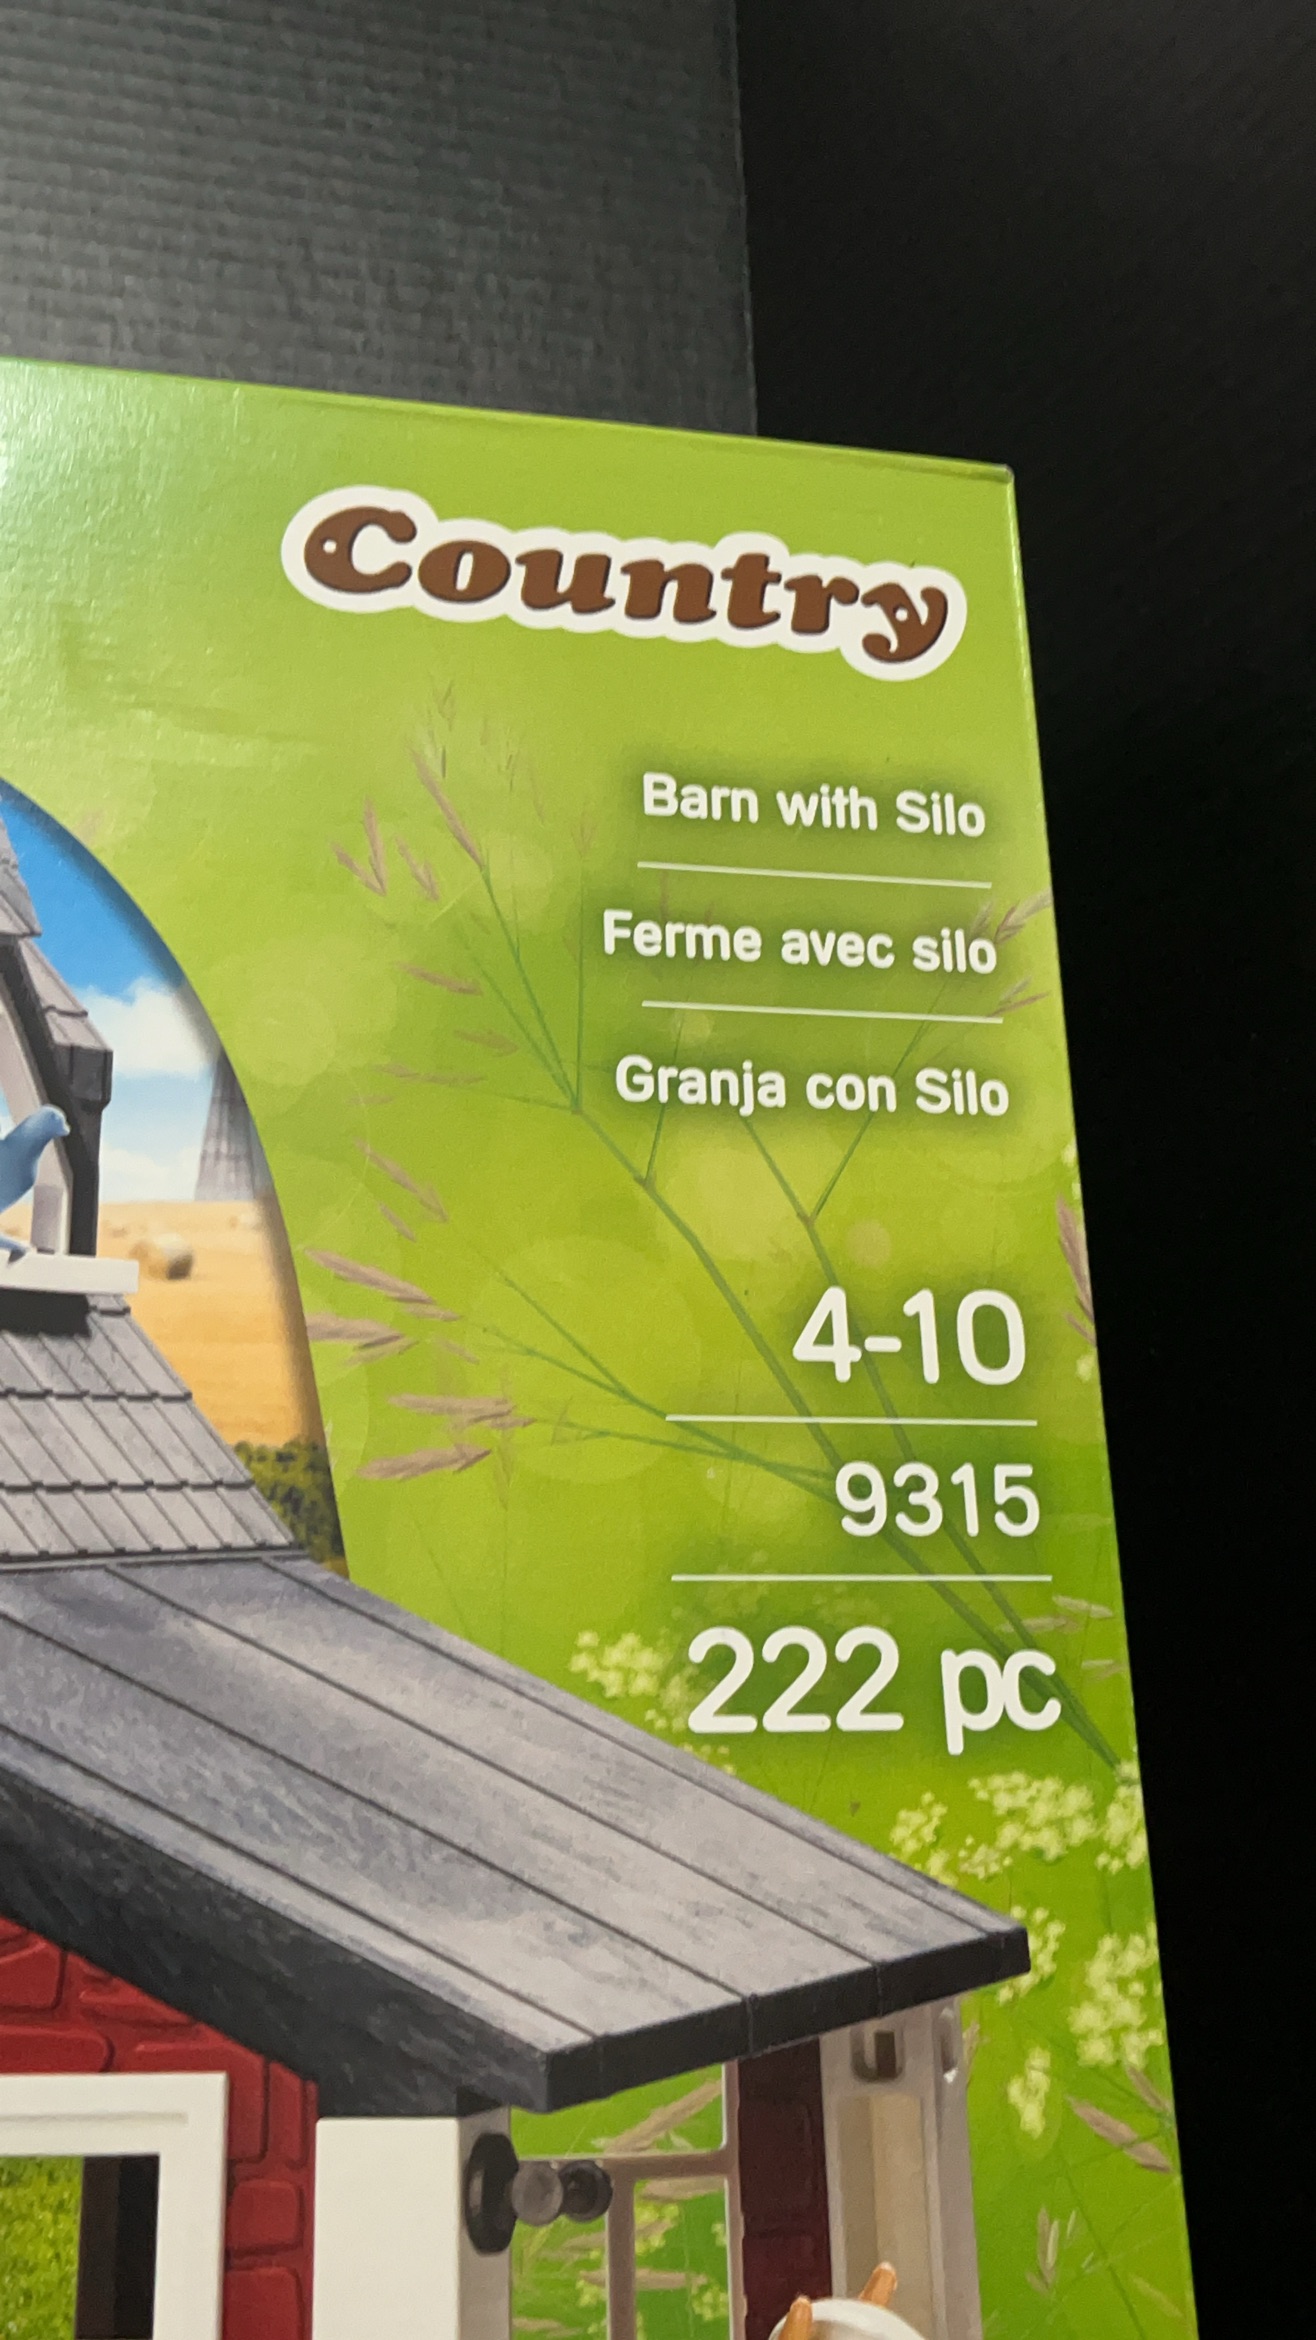 Country
Barn with Silo
Ferme avec silo
Granja con Silo
4-10
9315
222 pc